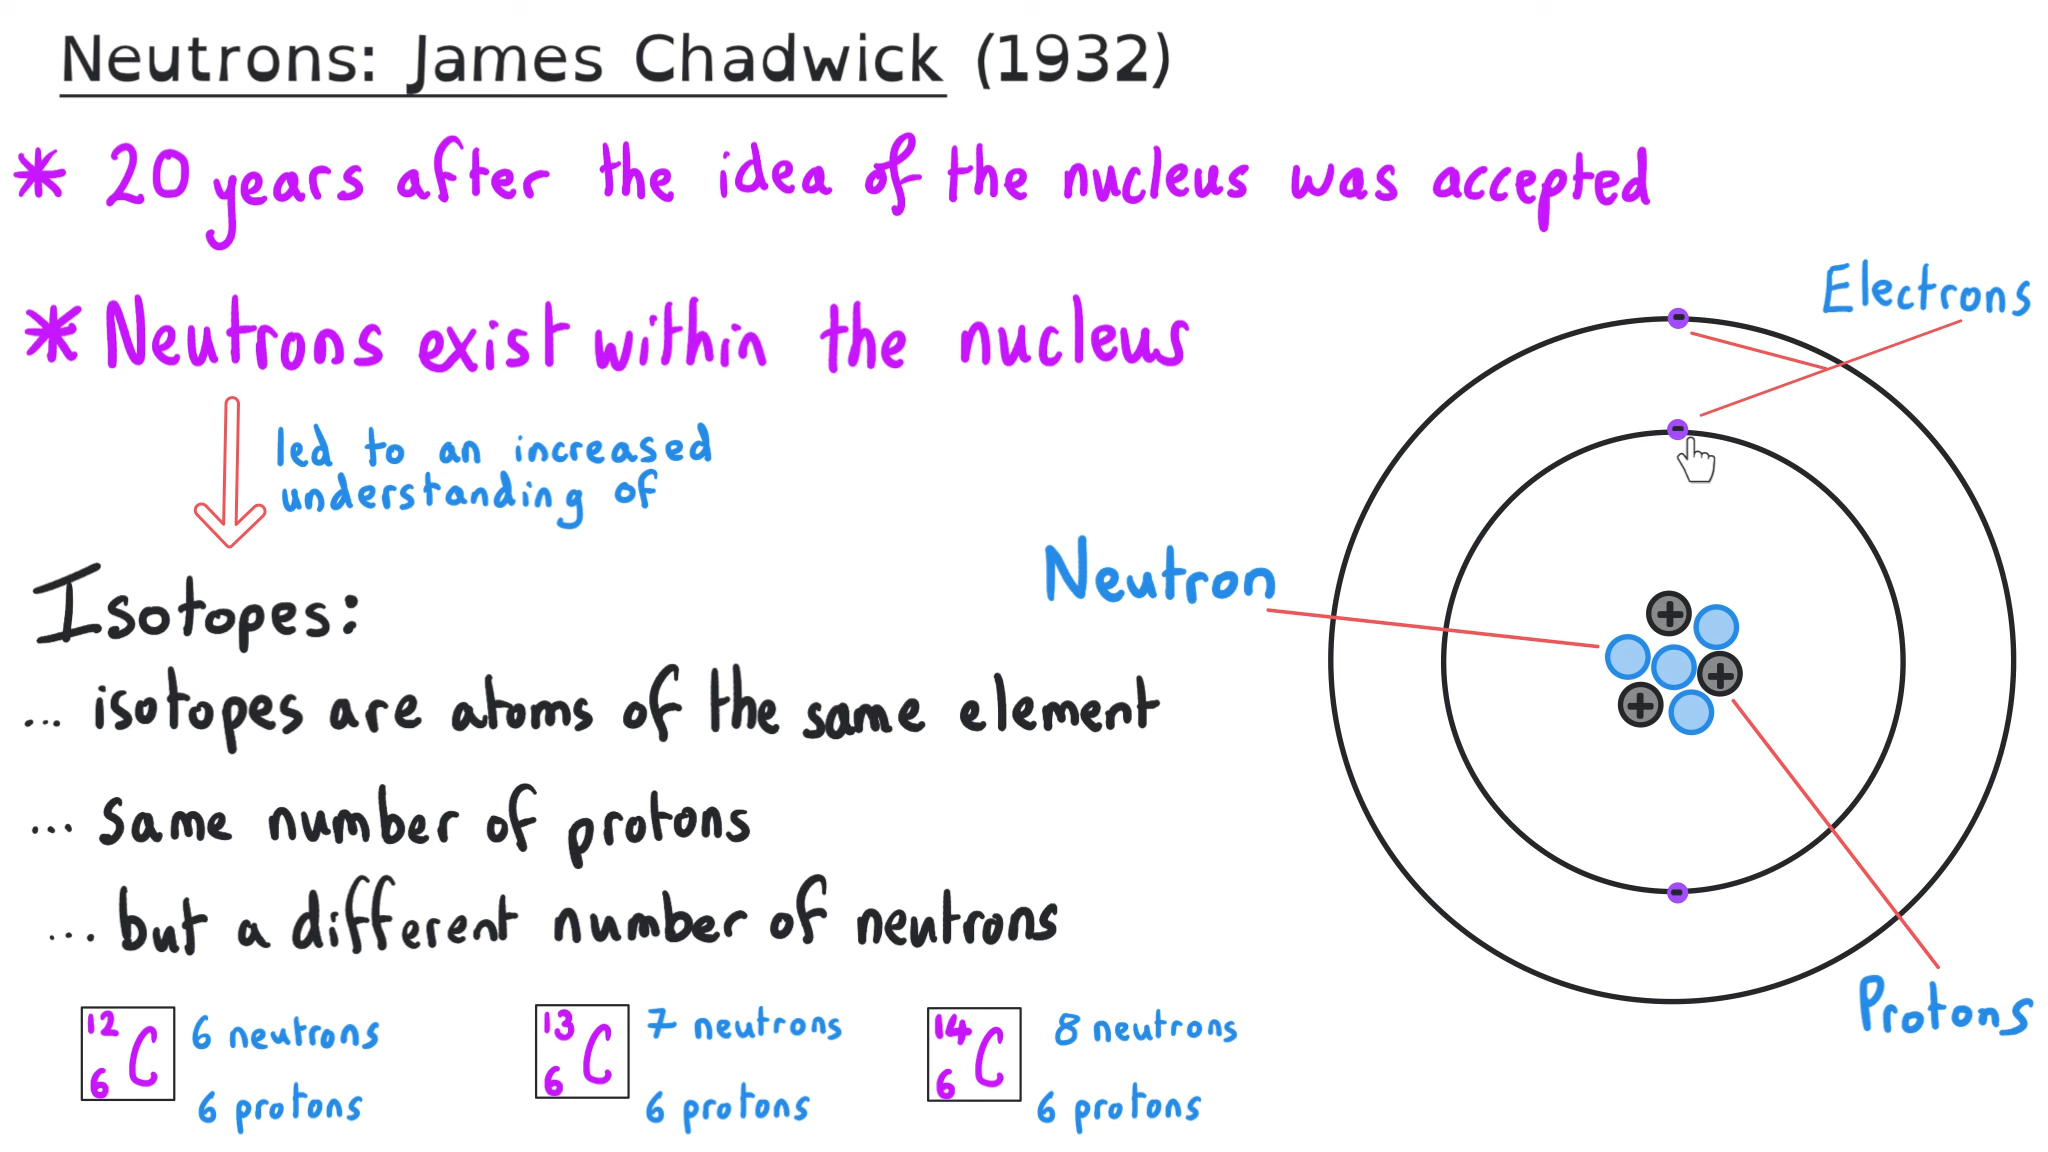 Neutrons: James Chadwick (1932)
* 20 years after the idea of the nucleus was accepted
* Neutrons exist within the nucleus
led to an increased
understanding of
Isotopes:
... isotopes are atoms of the same element
... same number of protons
... but a different number of neutrons
12
6 C
6 neutrons
6 protons
13
6 C
7 neutrons
6 protons
14
6 C
8 neutrons
6 protons
Electrons
-
-
Neutron
+
+
+
-
Protons